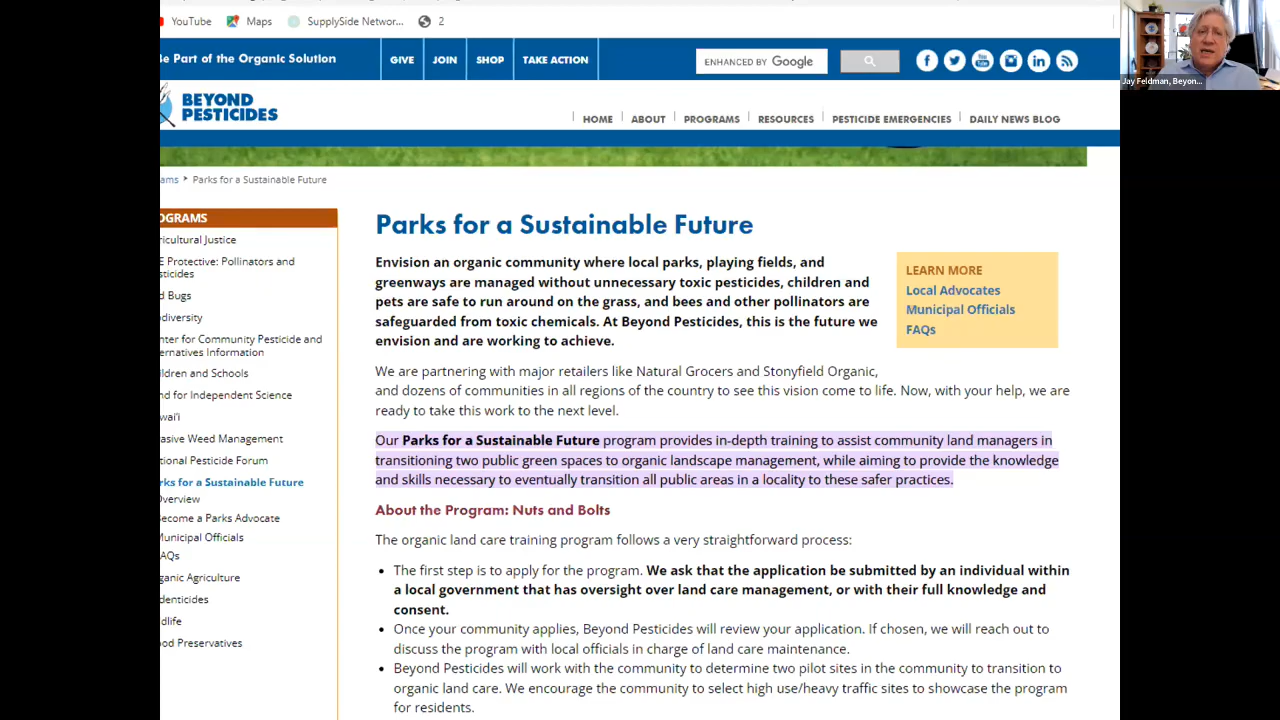 YouTube Maps SupplySide Networ... 2
Be Part of the Organic Solution GIVE JOIN SHOP TAKE ACTION ENHANCED BY Google
Jay Feldman, Beyon...
BEYOND
PESTICIDES
HOME ABOUT PROGRAMS RESOURCES PESTICIDE EMERGENCIES DAILY NEWS BLOG
ams Parks for a Sustainable Future
OGRAMS
ricultural Justice
E Protective: Pollinators and
sticides
d Bugs
odiversity
nter for Community Pesticide and
ernatives Information
ildren and Schools
nd for Independent Science
wai'i
asive Weed Management
tional Pesticide Forum
rks for a Sustainable Future
Overview
Become a Parks Advocate
Municipal Officials
AQs
ganic Agriculture
denticides
ldlife
ood Preservatives
Parks for a Sustainable Future
Envision an organic community where local parks, playing fields, and
greenways are managed without unnecessary toxic pesticides, children and
pets are safe to run around on the grass, and bees and other pollinators are
safeguarded from toxic chemicals. At Beyond Pesticides, this is the future we
envision and are working to achieve.
LEARN MORE
Local Advocates
Municipal Officials
FAQs
We are partnering with major retailers like Natural Grocers and Stonyfield Organic,
and dozens of communities in all regions of the country to see this vision come to life. Now, with your help, we are
ready to take this work to the next level.
Our Parks for a Sustainable Future program provides in-depth training to assist community land managers in
transitioning two public green spaces to organic landscape management, while aiming to provide the knowledge
and skills necessary to eventually transition all public areas in a locality to these safer practices.
About the Program: Nuts and Bolts
The organic land care training program follows a very straightforward process:
• The first step is to apply for the program. We ask that the application be submitted by an individual within
a local government that has oversight over land care management, or with their full knowledge and
consent.
• Once your community applies, Beyond Pesticides will review your application. If chosen, we will reach out to
discuss the program with local officials in charge of land care maintenance.
• Beyond Pesticides will work with the community to determine two pilot sites in the community to transition to
organic land care. We encourage the community to select high use/heavy traffic sites to showcase the program
for residents.